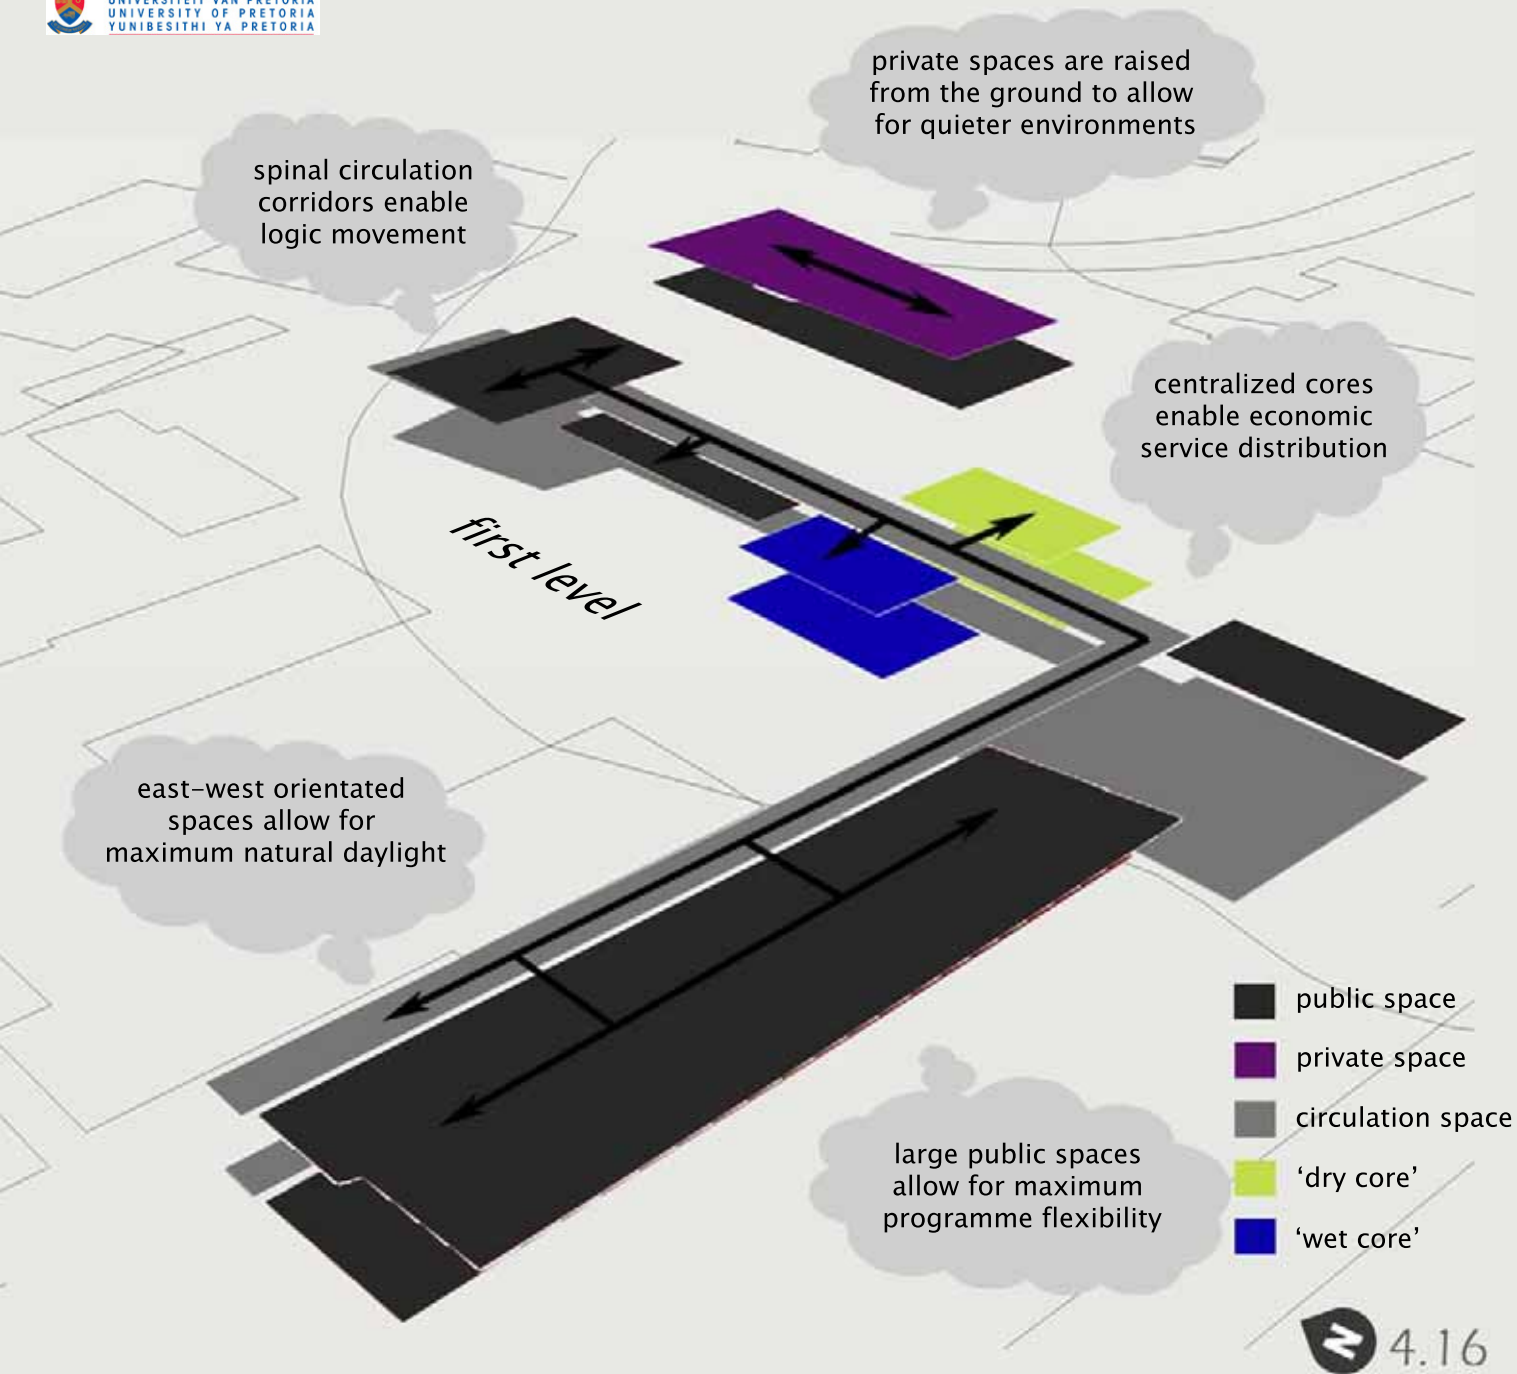 UNIVERSITEIT VAN PRETORIA
UNIVERSITY OF PRETORIA
YUNIBESITHI YA PRETORIA
private spaces are raised
from the ground to allow
for quieter environments
spinal circulation
corridors enable
logic movement
centralized cores
enable economic
service distribution
first level
east-west orientated
spaces allow for
maximum natural daylight
public space
private space
circulation space
'dry core'
'wet core'
large public spaces
allow for maximum
programme flexibility
N
4.16